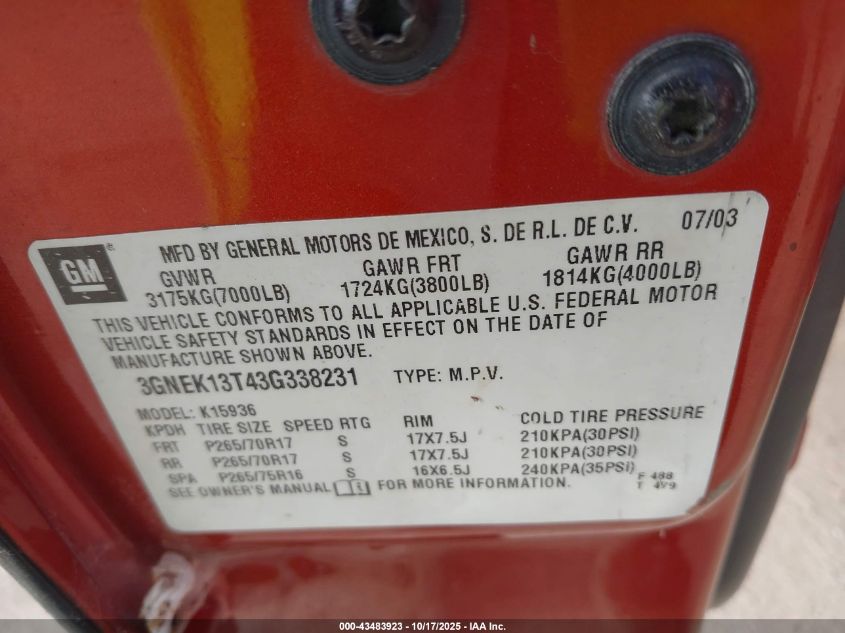 GM
MFD BY GENERAL MOTORS DE MEXICO, S. DE R.L. DE C.V. 07/03
GVWR GAWR FRT GAWR RR
3175KG(7000LB) 1724KG(3800LB) 1814KG(4000LB)
THIS VEHICLE CONFORMS TO ALL APPLICABLE U.S. FEDERAL MOTOR
VEHICLE SAFETY STANDARDS IN EFFECT ON THE DATE OF
MANUFACTURE SHOWN ABOVE.
3GNEK13T43G338231 TYPE: M.P.V.
MODEL: K15936
KPDH TIRE SIZE SPEED RTG RIM COLD TIRE PRESSURE
FRT P265/70R17 S 17X7.5J 210KPA(30PSI)
RR P265/70R17 S 17X7.5J 210KPA(30PSI)
SPA P265/75R16 S 16X6.5J 240KPA(35PSI)
SEE OWNER'S MANUAL FOR MORE INFORMATION.
F 488
T 479
000-43483923 - 10/17/2025 - IAA Inc.